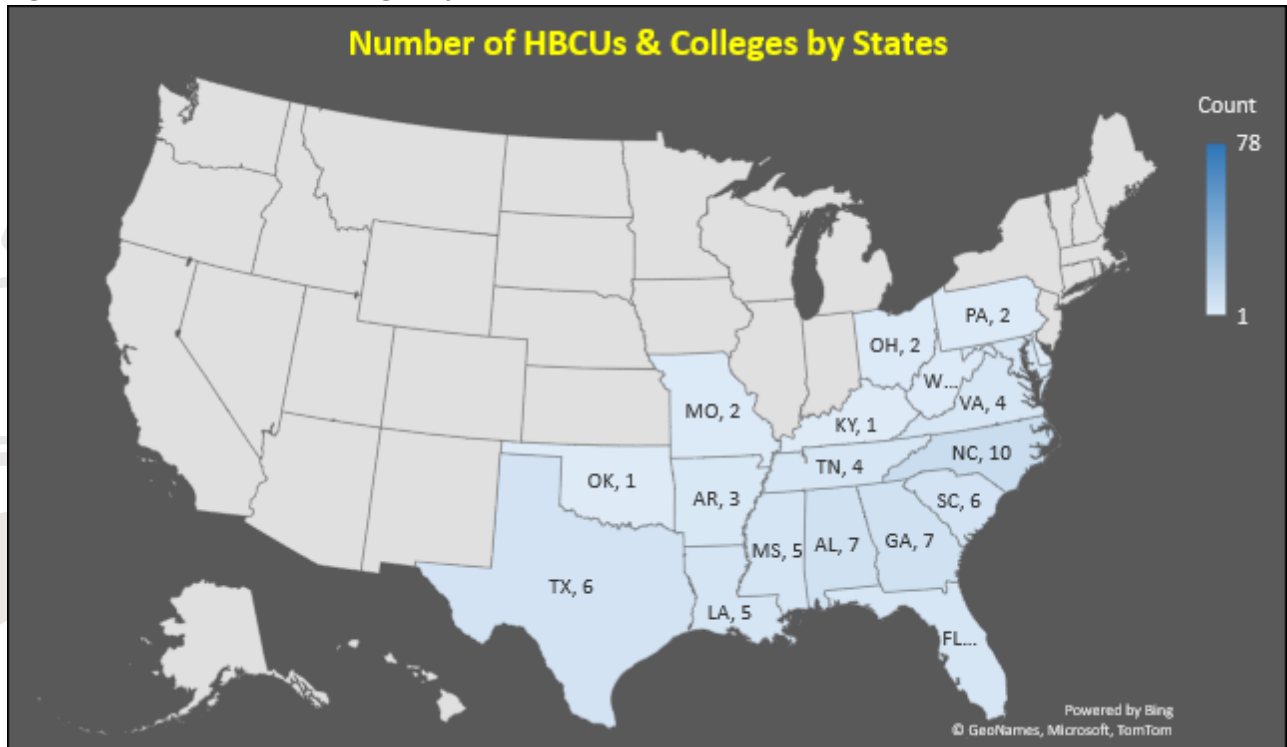 Number of HBCUs & Colleges by States
Count
78
1
PA, 2
OH, 2
W...
VA, 4
MO, 2
KY, 1
NC, 10
TN, 4
OK, 1
AR, 3
SC, 6
MS, 5
AL, 7
GA, 7
TX, 6
LA, 5
FL...
Powered by Bing
© GeoNames, Microsoft, TomTom